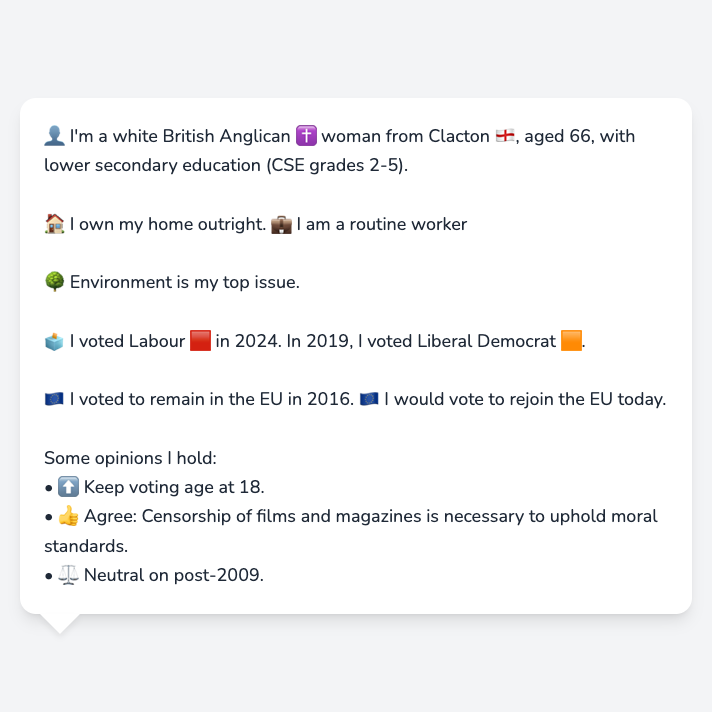 👤 I'm a white British Anglican ✝️ woman from Clacton 🏴󠁧󠁢󠁥󠁮󠁧󠁿, aged 66, with
lower secondary education (CSE grades 2-5).
🏠 I own my home outright. 💼 I am a routine worker
🌳 Environment is my top issue.
🗳️ I voted Labour 🟥 in 2024. In 2019, I voted Liberal Democrat 🟧.
🇪🇺 I voted to remain in the EU in 2016. 🇪🇺 I would vote to rejoin the EU today.
Some opinions I hold:
• ⬆️ Keep voting age at 18.
• 👍 Agree: Censorship of films and magazines is necessary to uphold moral
standards.
• ⚖️ Neutral on post-2009.